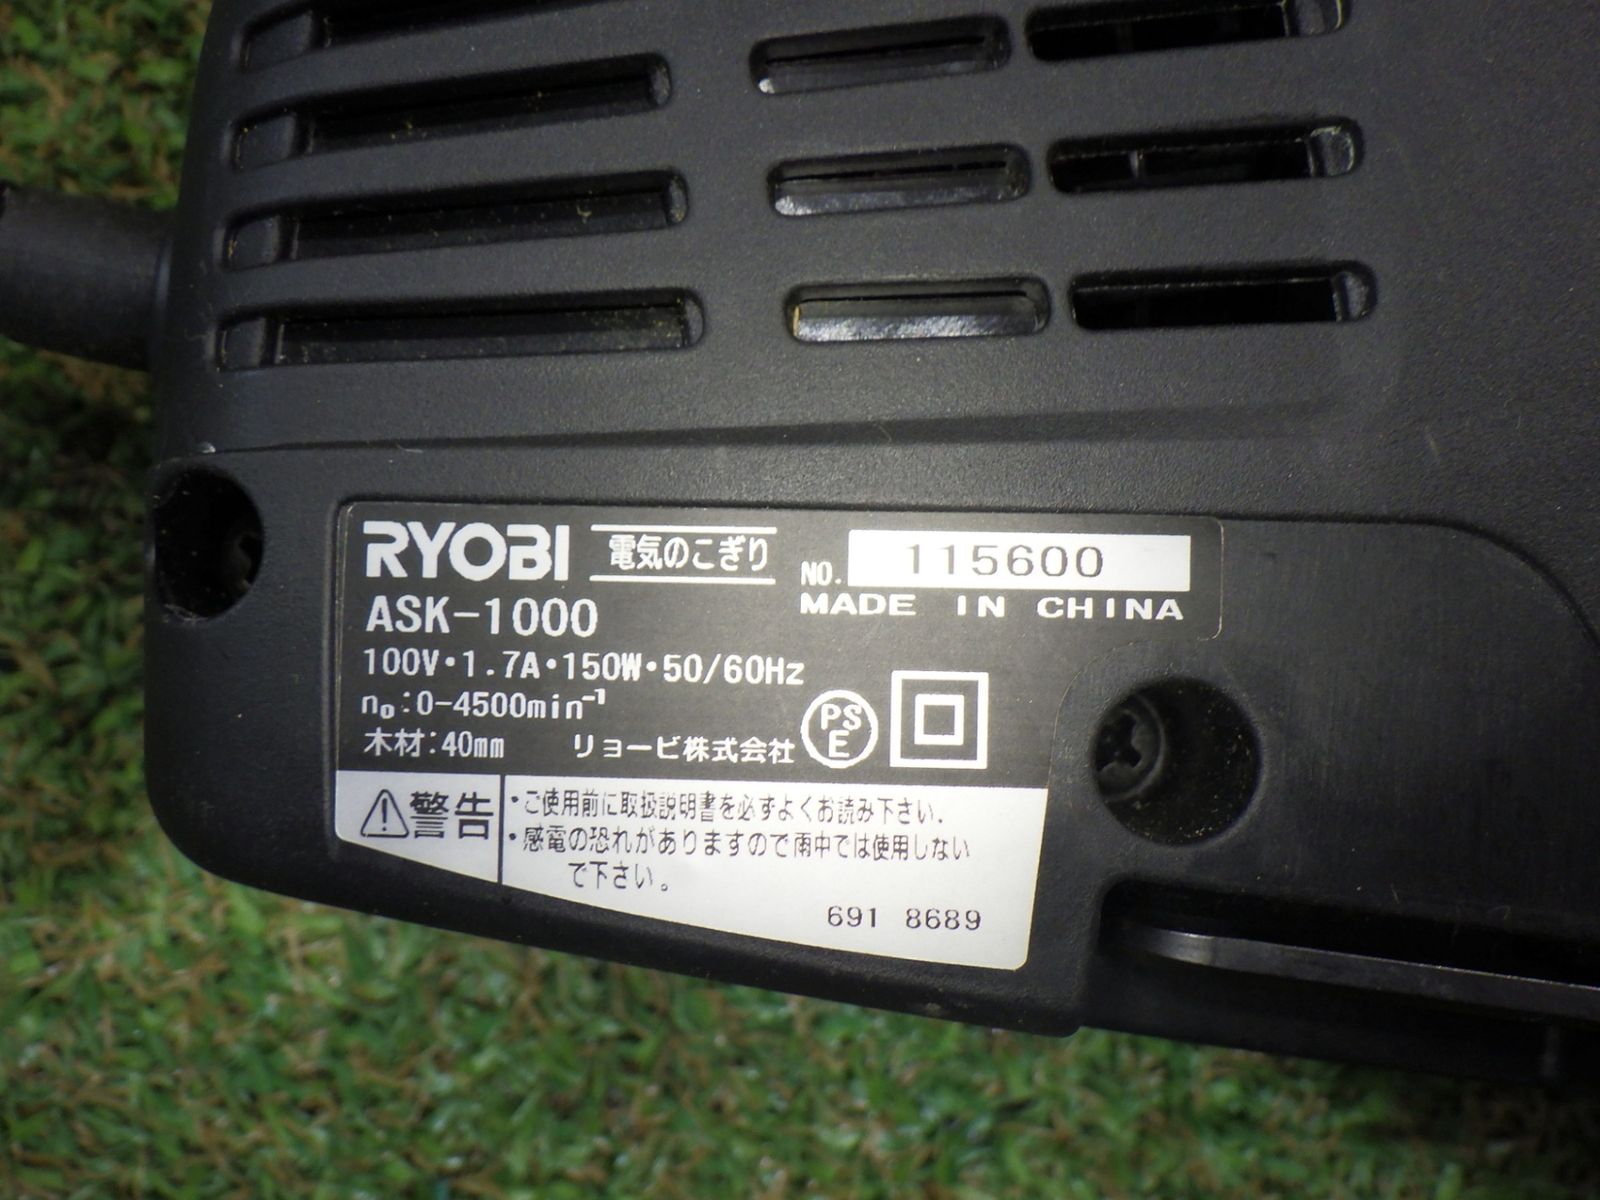 RYOBI 電気のこぎり NO. 115600
ASK-1000 MADE IN CHINA
100V・1.7A・150W・50/60Hz
n₀:0-4500min⁻¹
木材:40mm リョービ株式会社 PSE
警告
・ご使用前に取扱説明書を必ずよくお読み下さい.
・感電の恐れがありますので雨中では使用しない
で下さい。
691 8689